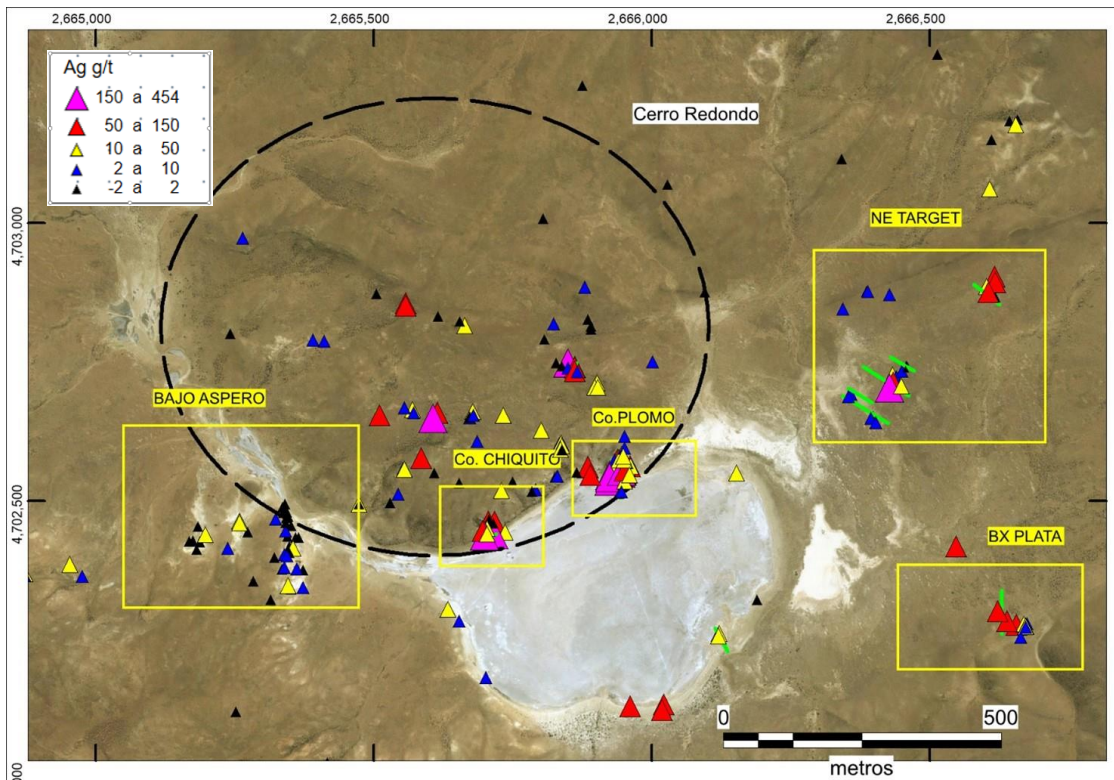 2,665,000 2,665,500 2,666,000 2,666,500
Ag g/t
150 a 454
50 a 150
10 a 50
2 a 10
-2 a 2
Cerro Redondo
NE TARGET
4,703,000
BAJO ASPERO
Co.PLOMO
Co. CHIQUITO
4,702,500
BX PLATA
0 500
metros